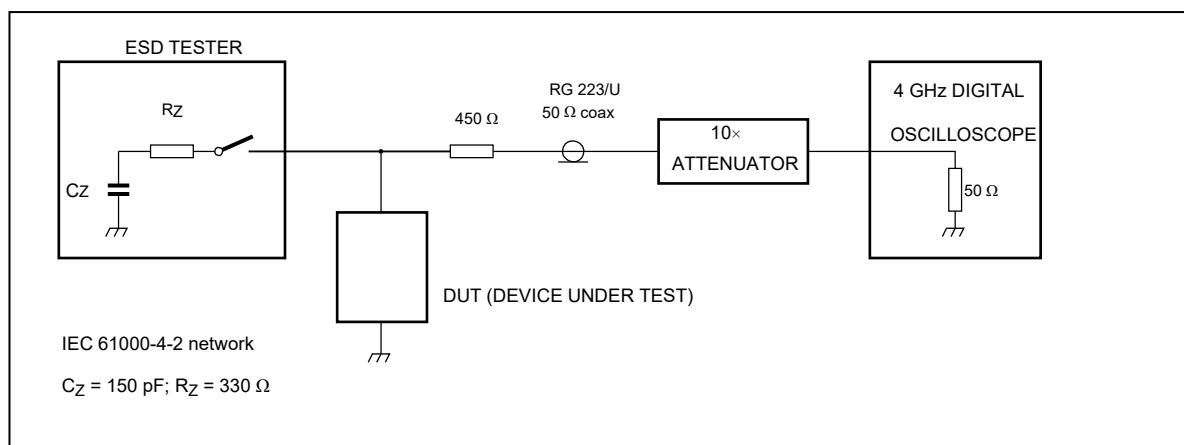 ESD TESTER
RZ
CZ
450 Ω
RG 223/U
50 Ω coax
10×
ATTENUATOR
4 GHz DIGITAL
OSCILLOSCOPE
50 Ω
DUT (DEVICE UNDER TEST)
IEC 61000-4-2 network
CZ = 150 pF; RZ = 330 Ω